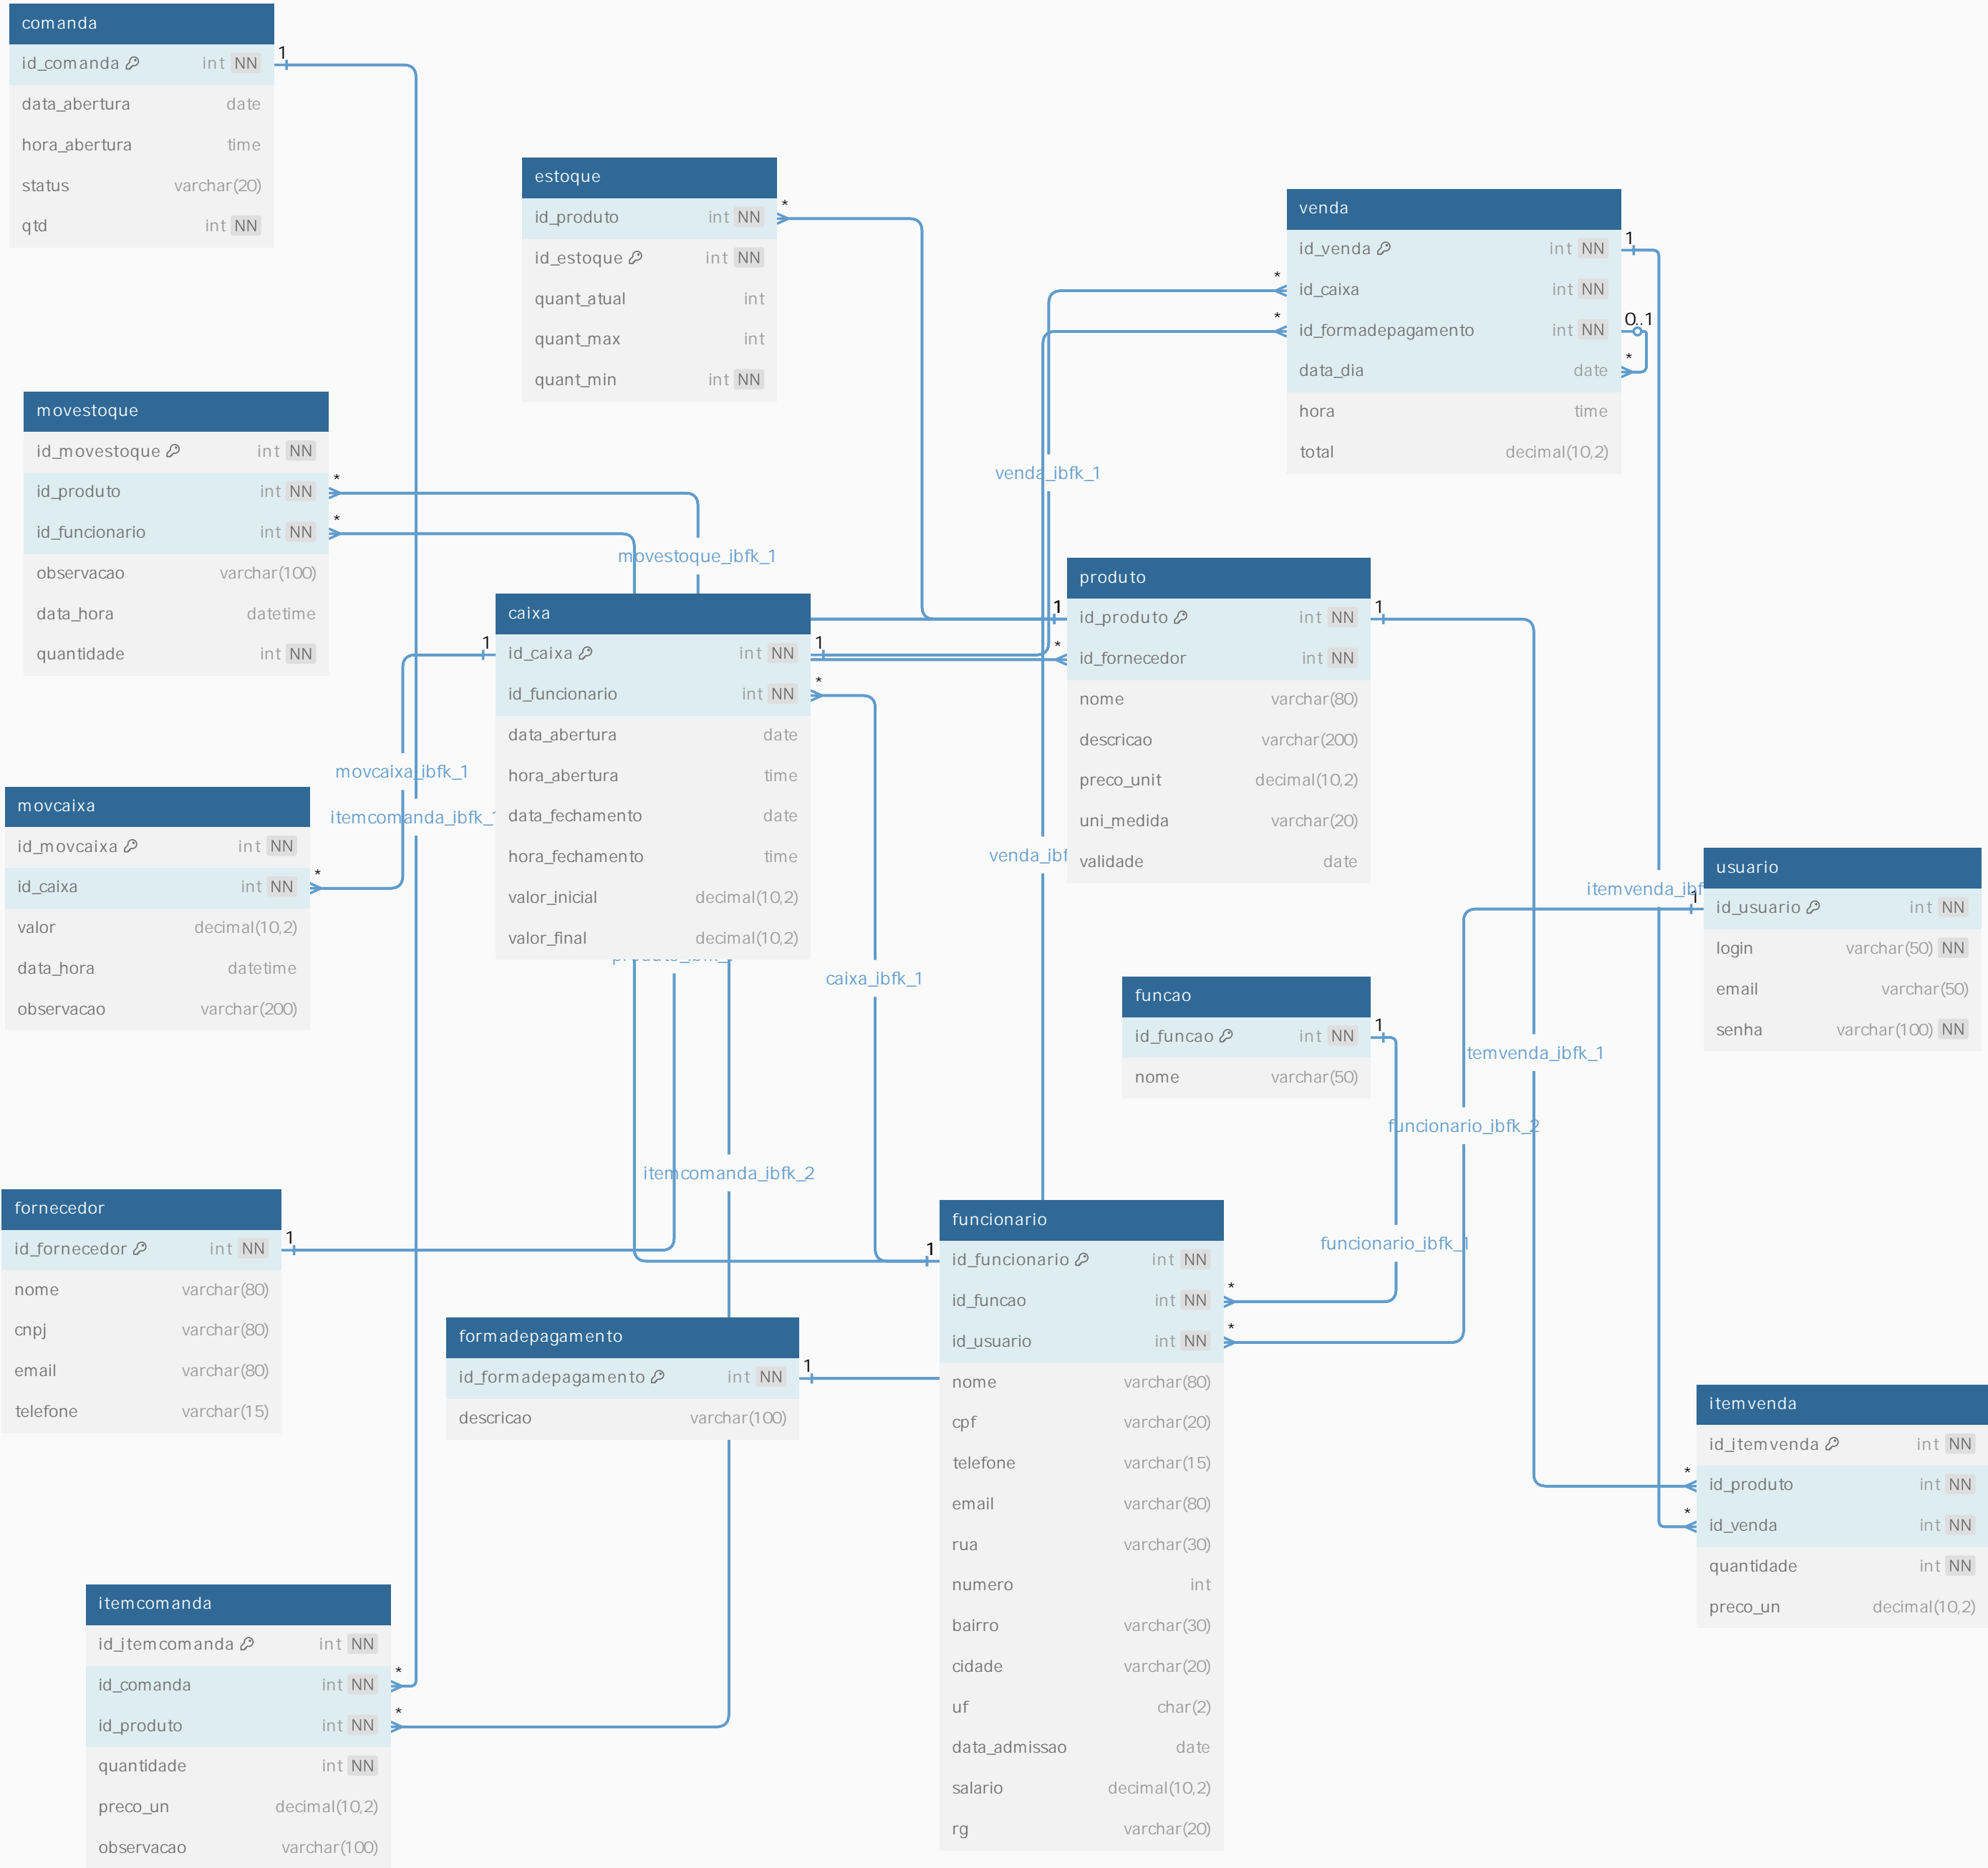 comanda
id_comanda int NN
data_abertura date
hora_abertura time
status varchar(20)
qtd int NN
1
estoque
id_produto int NN
id_estoque int NN
quant_atual int
quant_max int
quant_min int NN
*
venda
id_venda int NN
id_caixa int NN
id_formadepagamento int NN
data_dia date
hora time
total decimal(10,2)
1
*
*
0..1
*
movestoque
id_movestoque int NN
id_produto int NN
id_funcionario int NN
observacao varchar(100)
data_hora datetime
quantidade int NN
*
*
venda_ibfk_1
movestoque_ibfk_1
caixa
id_caixa int NN
id_funcionario int NN
data_abertura date
hora_abertura time
data_fechamento date
hora_fechamento time
valor_inicial decimal(10,2)
valor_final decimal(10,2)
1
1
*
produto
id_produto int NN
id_fornecedor int NN
nome varchar(80)
descricao varchar(200)
preco_unit decimal(10,2)
uni_medida varchar(20)
validade date
1
*
1
movcaixa_ibfk_1
itemcomanda_ibfk_1
movcaixa
id_movcaixa int NN
id_caixa int NN
valor decimal(10,2)
data_hora datetime
observacao varchar(200)
*
venda_ibf
itemvenda_ibf
usuario
id_usuario int NN
login varchar(50) NN
email varchar(50)
senha varchar(100) NN
1
caixa_ibfk_1
funcao
id_funcao int NN
nome varchar(50)
1
temvenda_ibfk_1
funcionario_ibfk_2
itemcomanda_ibfk_2
funcionario_ibfk_1
fornecedor
id_fornecedor int NN
nome varchar(80)
cnpj varchar(80)
email varchar(80)
telefone varchar(15)
1
funcionario
id_funcionario int NN
id_funcao int NN
id_usuario int NN
nome varchar(80)
cpf varchar(20)
telefone varchar(15)
email varchar(80)
rua varchar(30)
numero int
bairro varchar(30)
cidade varchar(20)
uf char(2)
data_admissao date
salario decimal(10,2)
rg varchar(20)
1
*
*
formadepagamento
id_formadepagamento int NN
descricao varchar(100)
1
itemvenda
id_itemvenda int NN
id_produto int NN
id_venda int NN
quantidade int NN
preco_un decimal(10,2)
*
*
itemcomanda
id_itemcomanda int NN
id_comanda int NN
id_produto int NN
quantidade int NN
preco_un decimal(10,2)
observacao varchar(100)
*
*